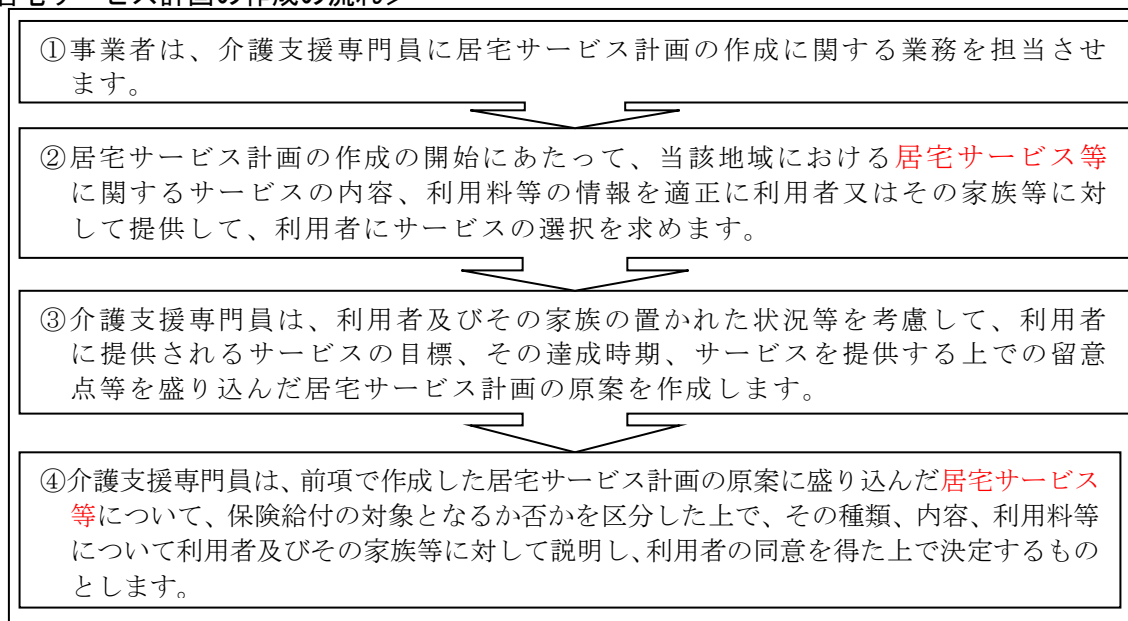 居宅サービス計画の作成の流れ＞
①事業者は、介護支援専門員に居宅サービス計画の作成に関する業務を担当させ
ます。
②居宅サービス計画の作成の開始にあたって、当該地域における居宅サービス等
に関するサービスの内容、利用料等の情報を適正に利用者又はその家族等に対
して提供して、利用者にサービスの選択を求めます。
③介護支援専門員は、利用者及びその家族の置かれた状況等を考慮して、利用者
に提供されるサービスの目標、その達成時期、サービスを提供する上での留意
点等を盛り込んだ居宅サービス計画の原案を作成します。
④介護支援専門員は、前項で作成した居宅サービス計画の原案に盛り込んだ居宅サービス
等について、保険給付の対象となるか否かを区分した上で、その種類、内容、利用料等
について利用者及びその家族等に対して説明し、利用者の同意を得た上で決定するもの
とします。